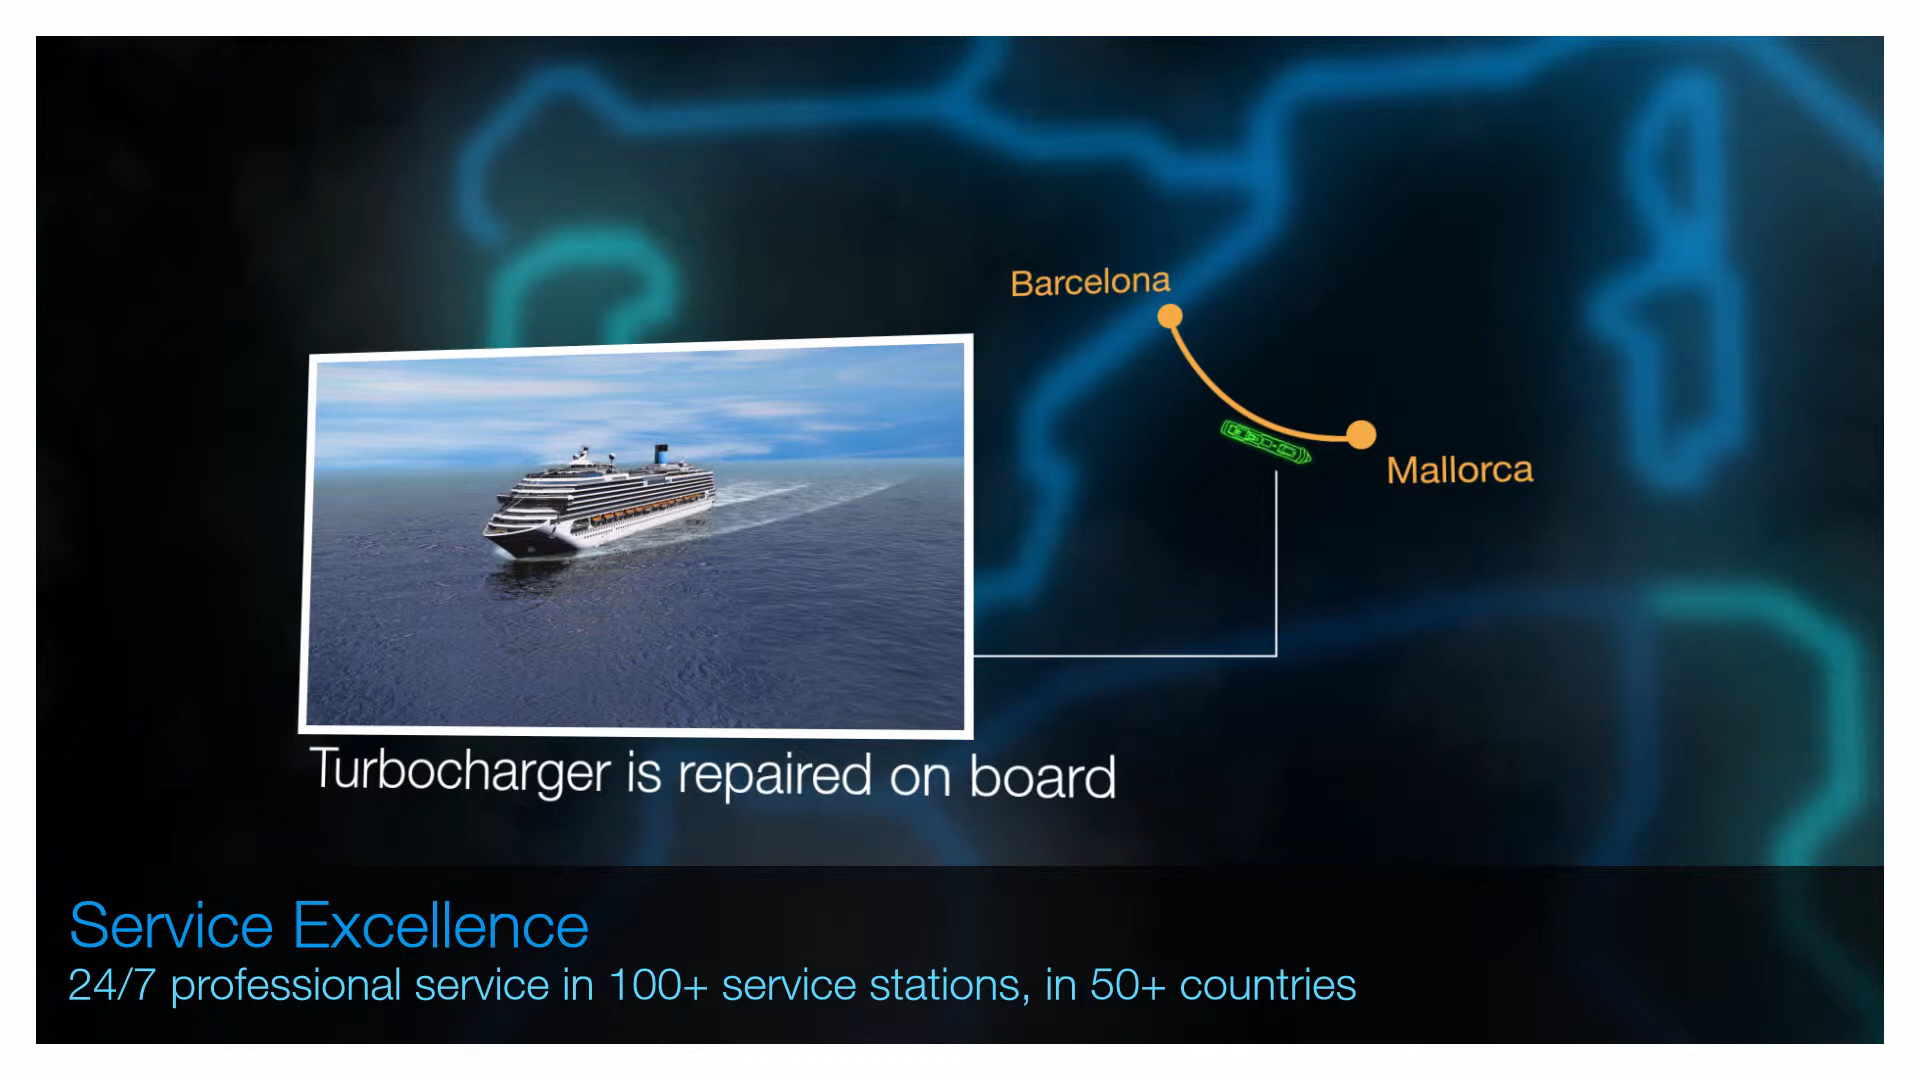 Barcelona
Mallorca
Turbocharger is repaired on board
Service Excellence
24/7 professional service in 100+ service stations, in 50+ countries